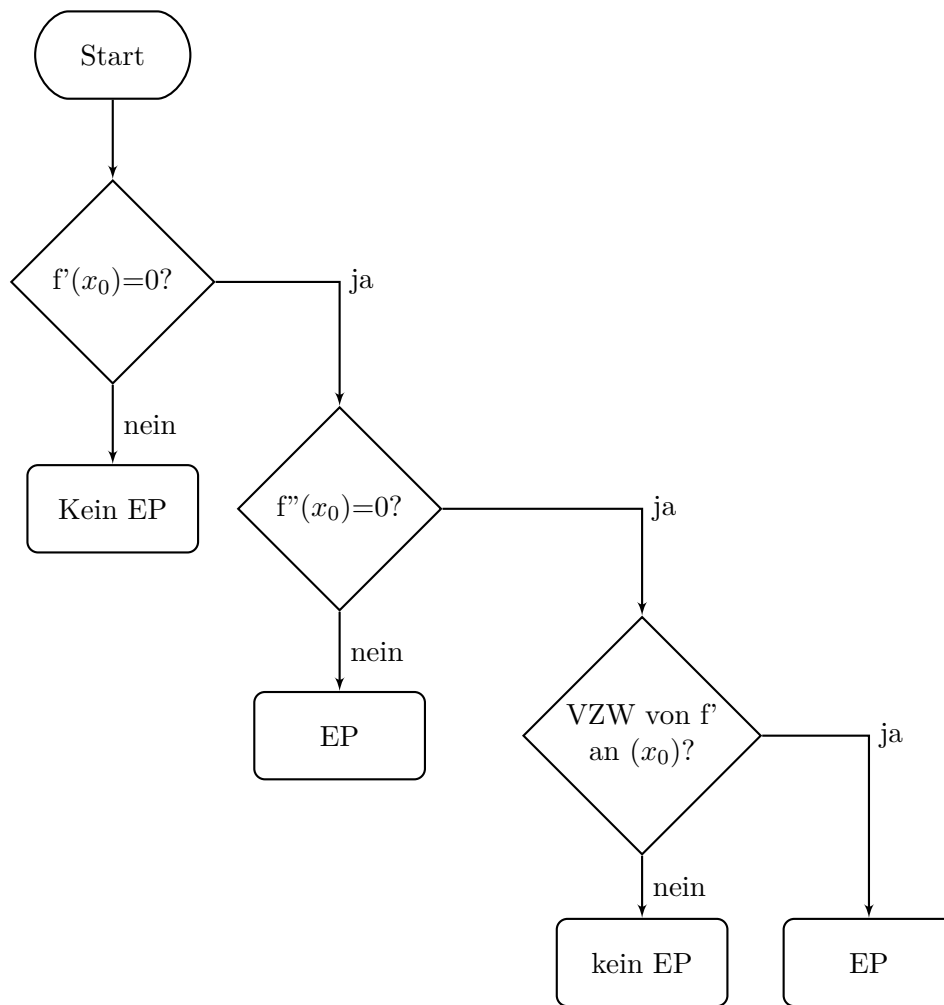 Start
f'(x₀)=0?
ja
nein
Kein EP
f''(x₀)=0?
ja
nein
EP
VZW von f'
an (x₀)?
ja
nein
kein EP
EP